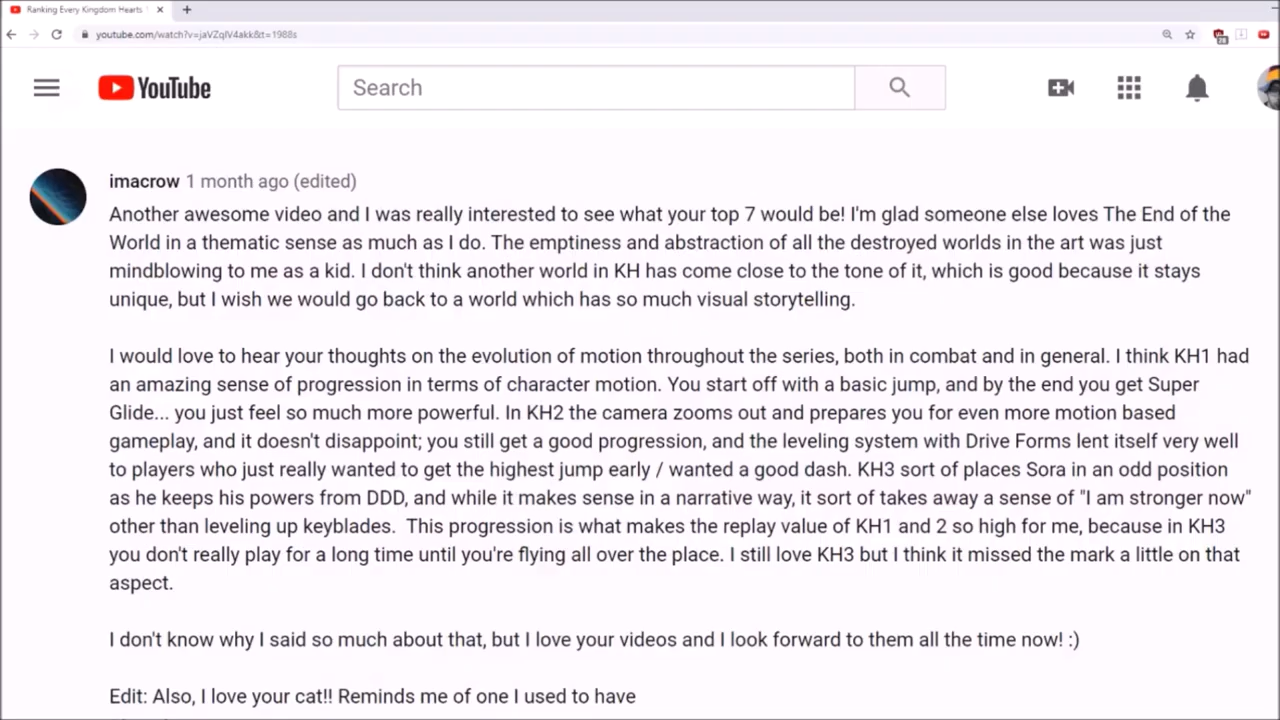 Ranking Every Kingdom Hearts
youtube.com/watch?v=jaVZqlV4akk&t=1988s
YouTube
Search
imacrow 1 month ago (edited)
Another awesome video and I was really interested to see what your top 7 would be! I'm glad someone else loves The End of the
World in a thematic sense as much as I do. The emptiness and abstraction of all the destroyed worlds in the art was just
mindblowing to me as a kid. I don't think another world in KH has come close to the tone of it, which is good because it stays
unique, but I wish we would go back to a world which has so much visual storytelling.
I would love to hear your thoughts on the evolution of motion throughout the series, both in combat and in general. I think KH1 had
an amazing sense of progression in terms of character motion. You start off with a basic jump, and by the end you get Super
Glide... you just feel so much more powerful. In KH2 the camera zooms out and prepares you for even more motion based
gameplay, and it doesn't disappoint; you still get a good progression, and the leveling system with Drive Forms lent itself very well
to players who just really wanted to get the highest jump early / wanted a good dash. KH3 sort of places Sora in an odd position
as he keeps his powers from DDD, and while it makes sense in a narrative way, it sort of takes away a sense of "I am stronger now"
other than leveling up keyblades.  This progression is what makes the replay value of KH1 and 2 so high for me, because in KH3
you don't really play for a long time until you're flying all over the place. I still love KH3 but I think it missed the mark a little on that
aspect.
I don't know why I said so much about that, but I love your videos and I look forward to them all the time now! :)
Edit: Also, I love your cat!! Reminds me of one I used to have